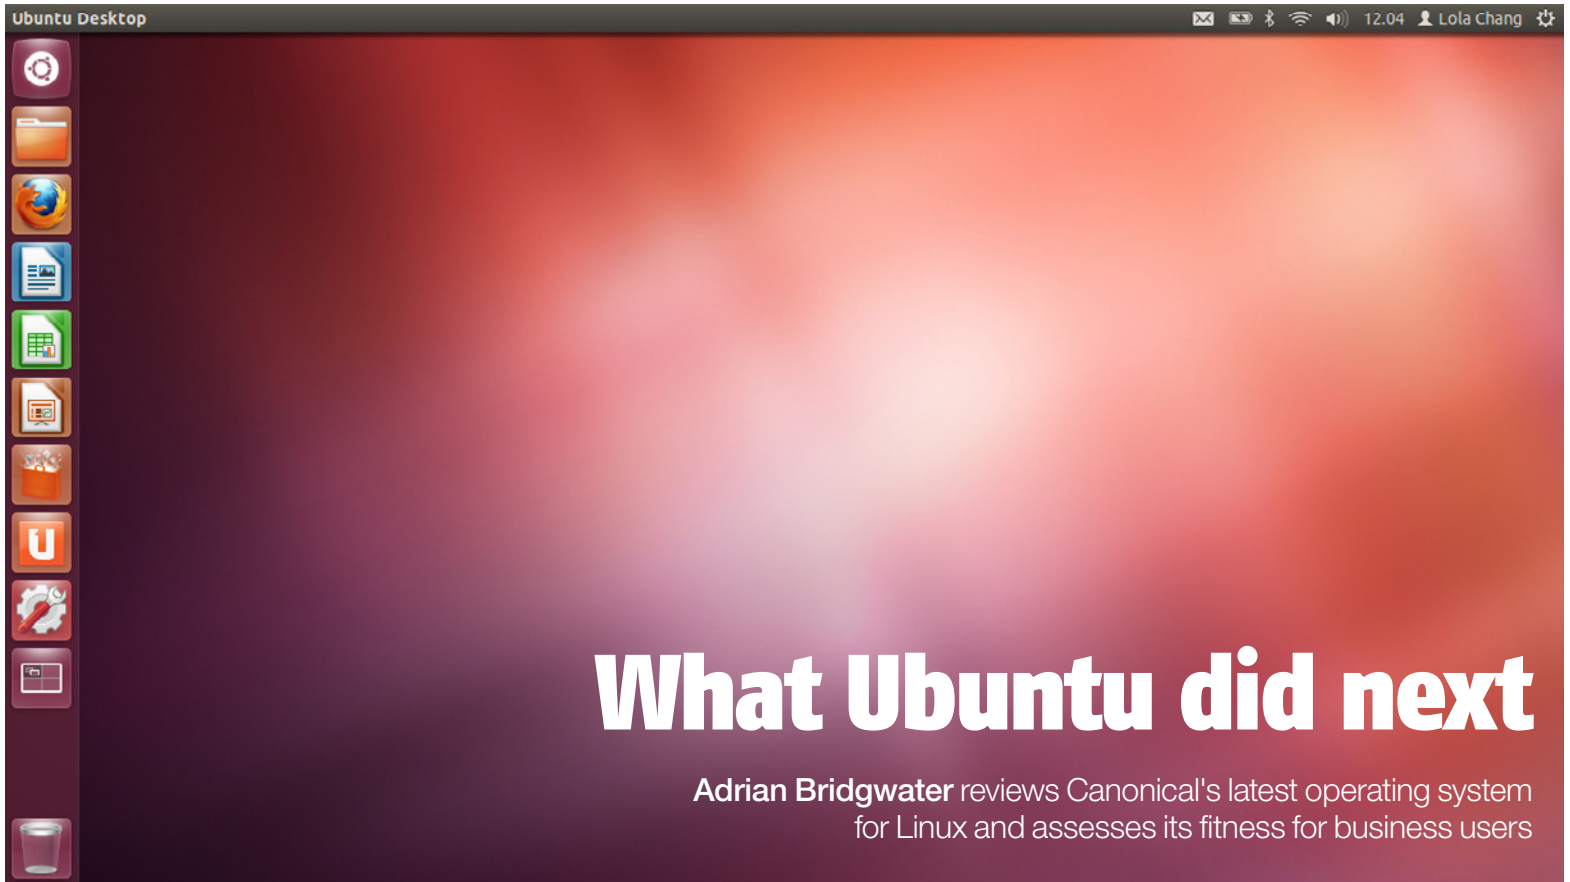 Ubuntu Desktop
12.04 Lola Chang
What Ubuntu did next
Adrian Bridgwater reviews Canonical's latest operating system
for Linux and assesses its fitness for business users